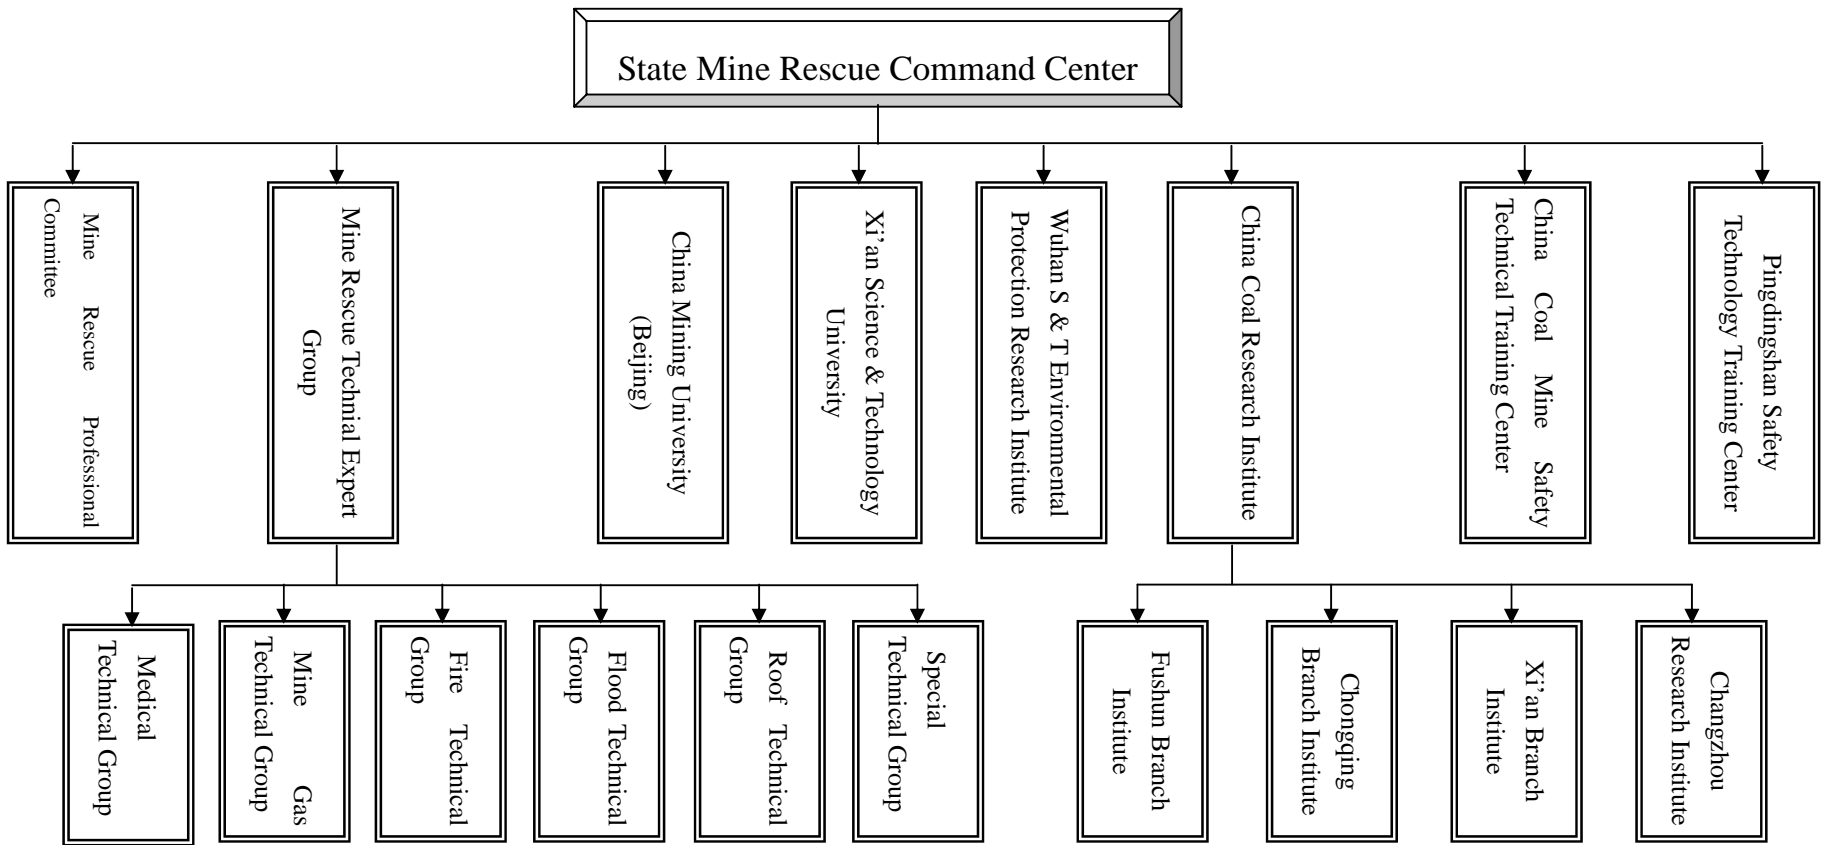 State Mine Rescue Command Center
Mine Rescue Professional
Committee
Mine Rescue Technial Expert
Group
China Mining University
(Beijing)
Xi’an Science & Technology
University
Wuhan S & T Environmental
Protection Research Institute
China Coal Research Institute
China Coal Mine Safety
Technical Training Center
Pingdingshan Safety
Technology Training Center
Medical
Technical Group
Mine Gas
Technical Group
Fire Technical
Group
Flood Technical
Group
Roof Technical
Group
Special
Technical Group
Fushun Branch
Institute
Chongqing
Branch Institute
Xi’an Branch
Institute
Changzhou
Research Institute